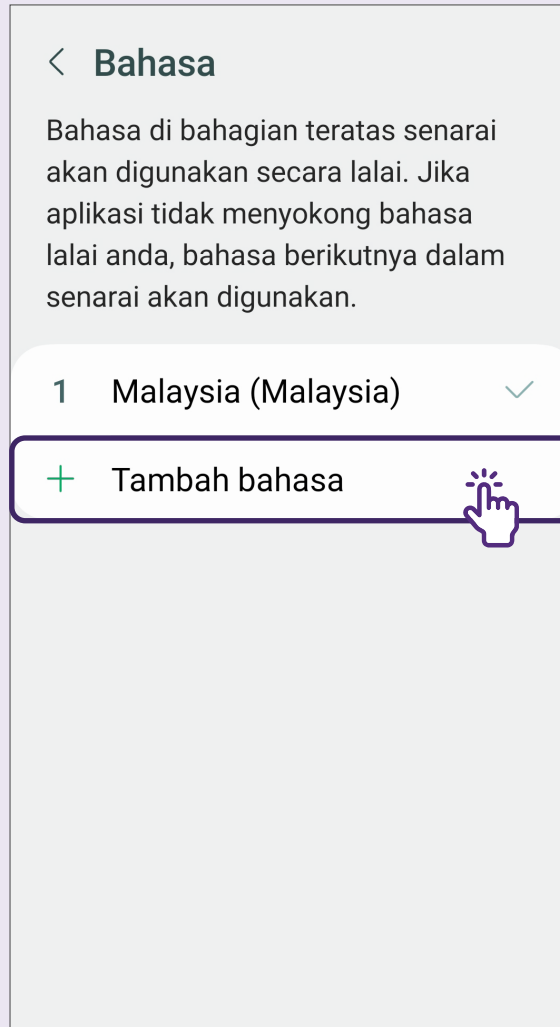 Bahasa
Bahasa di bahagian teratas senarai
akan digunakan secara lalai. Jika
aplikasi tidak menyokong bahasa
lalai anda, bahasa berikutnya dalam
senarai akan digunakan.
1 Malaysia (Malaysia)
+ Tambah bahasa